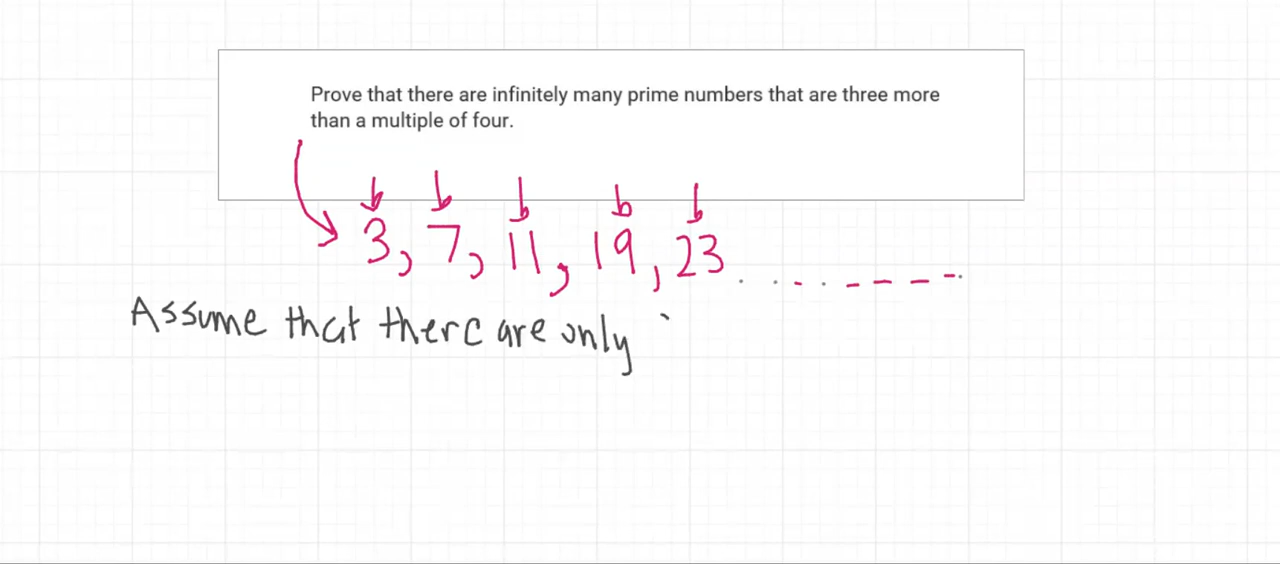 Prove that there are infinitely many prime numbers that are three more
than a multiple of four.
3, 7, 11, 19, 23
Assume that there are only